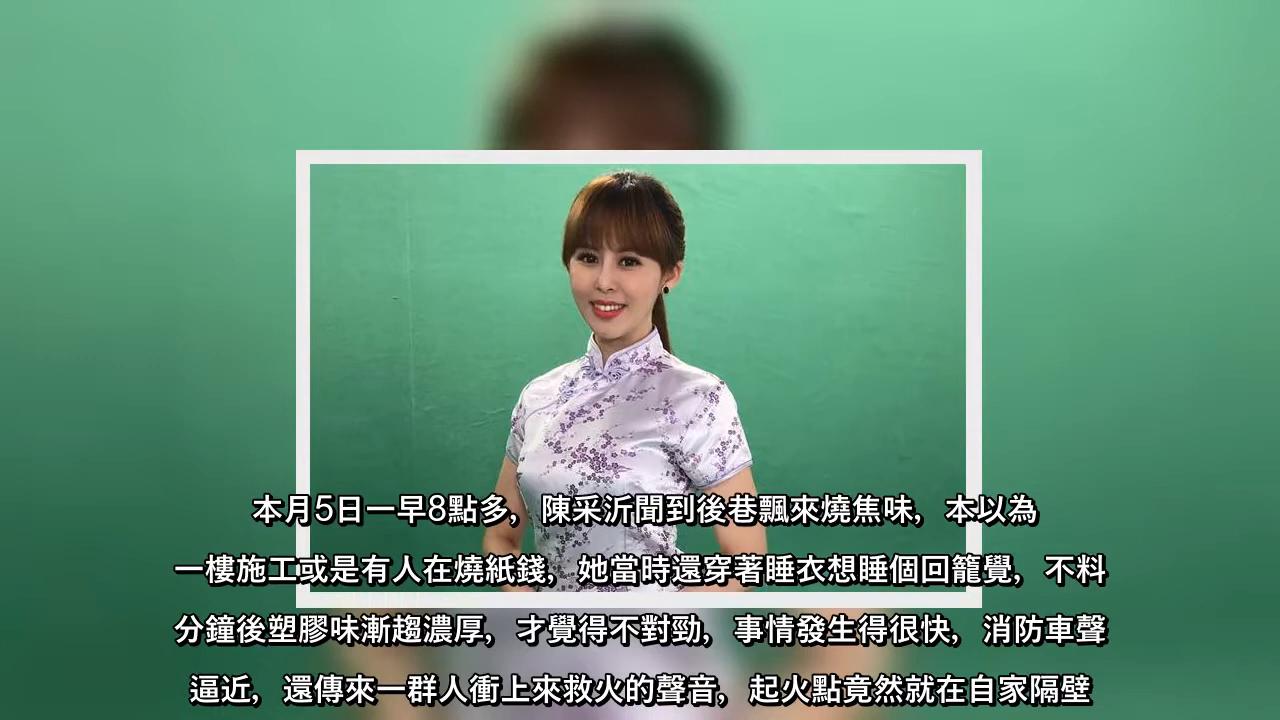 本月5日一早8點多，陳采沂聞到後巷飄來燒焦味，本以為
一樓施工或是有人在燒紙錢，她當時還穿著睡衣想睡個回籠覺，不料
分鐘後塑膠味漸趨濃厚，才覺得不對勁，事情發生得很快，消防車聲
逼近，還傳來一群人衝上來救火的聲音，起火點竟然就在自家隔壁